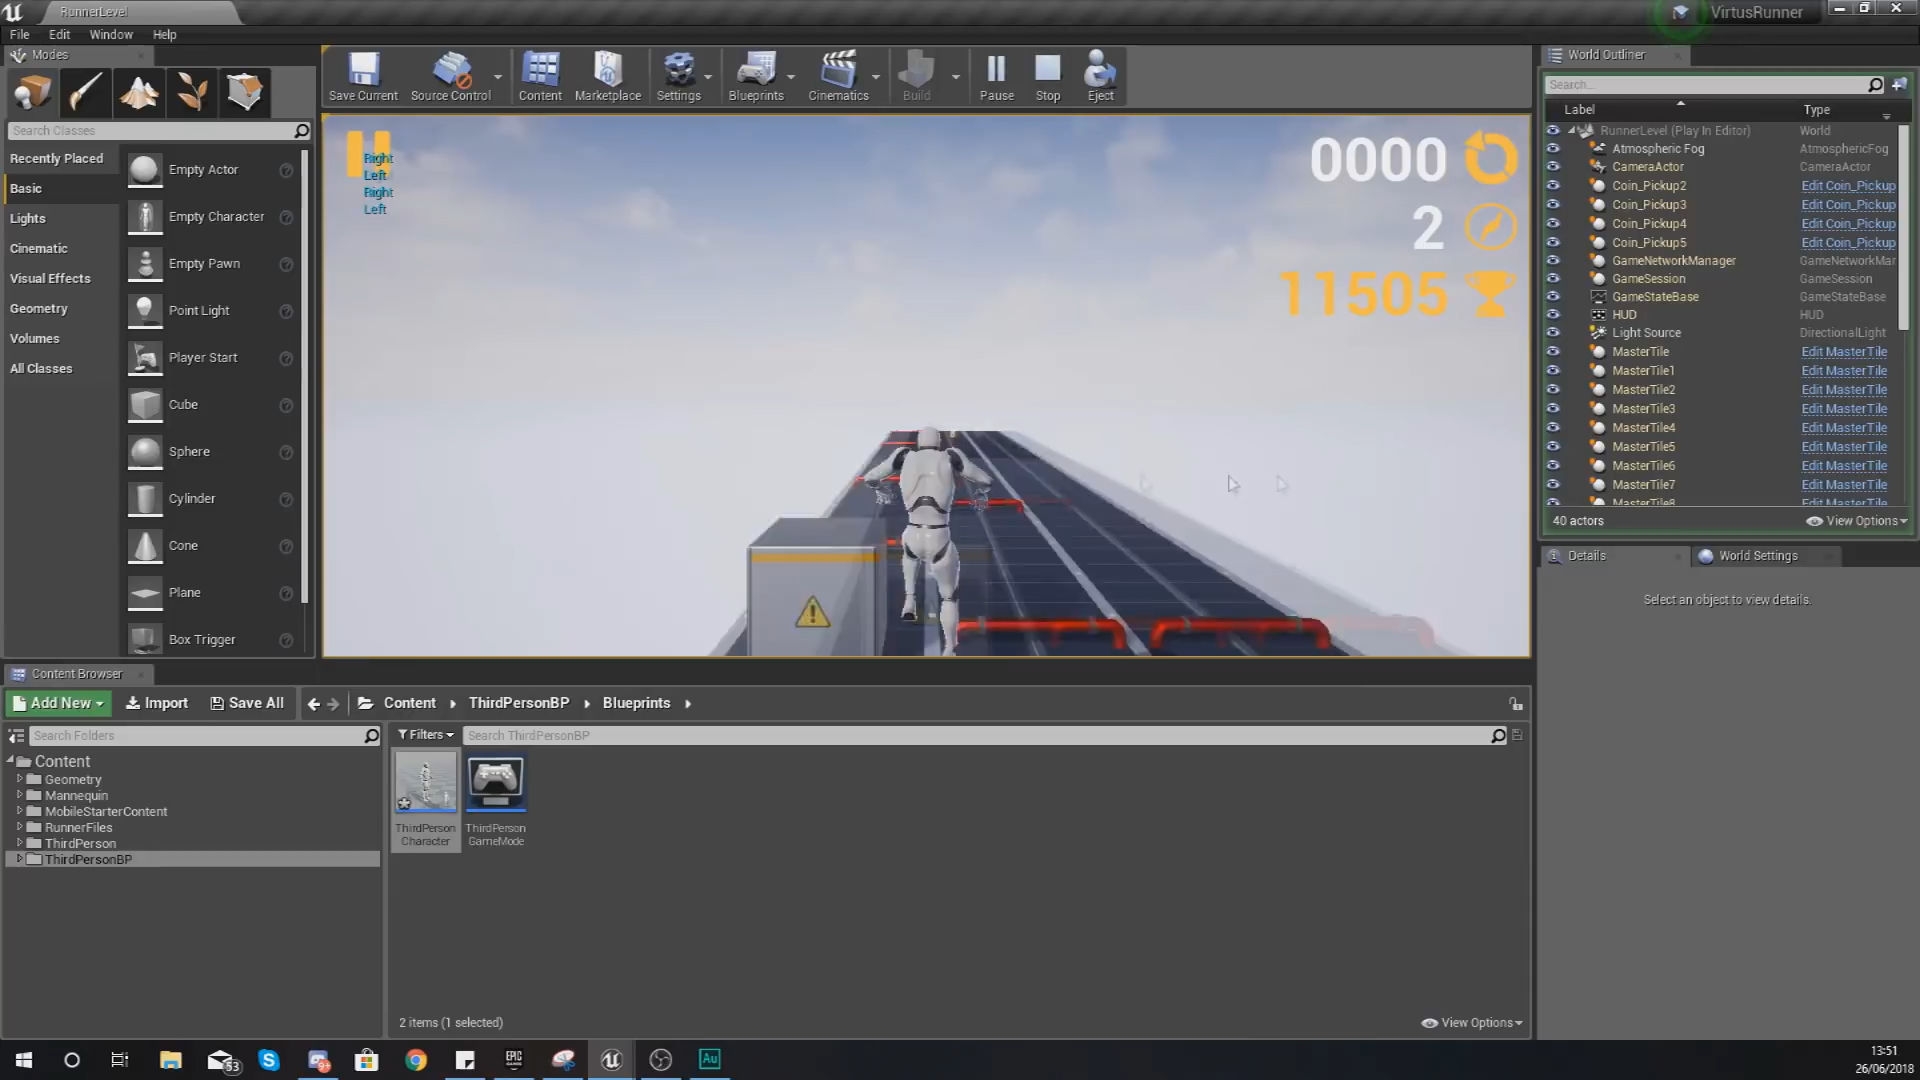 RunnerLevel
VirtusRunner
File Edit Window Help
Modes
World Outliner
Save Current Source Control Content Marketplace Settings Blueprints Cinematics Build Pause Stop Eject
Search...
Label Type
Search Classes
Recently Placed
Basic
Lights
Cinematic
Visual Effects
Geometry
Volumes
All Classes
Empty Actor
Empty Character
Empty Pawn
Point Light
Player Start
Cube
Sphere
Cylinder
Cone
Plane
Box Trigger
Right
Left
Right
Left
0000
2
11505
RunnerLevel (Play In Editor) World
Atmospheric Fog AtmosphericFog
CameraActor CameraActor
Coin_Pickup2 Edit Coin_Pickup
Coin_Pickup3 Edit Coin_Pickup
Coin_Pickup4 Edit Coin_Pickup
Coin_Pickup5 Edit Coin_Pickup
GameNetworkManager GameNetworkMar
GameSession GameSession
GameStateBase GameStateBase
HUD HUD
Light Source DirectionalLight
MasterTile Edit MasterTile
MasterTile1 Edit MasterTile
MasterTile2 Edit MasterTile
MasterTile3 Edit MasterTile
MasterTile4 Edit MasterTile
MasterTile5 Edit MasterTile
MasterTile6 Edit MasterTile
MasterTile7 Edit MasterTile
MasterTile8 Edit MasterTile
40 actors View Options
Details World Settings
Select an object to view details.
Content Browser
Add New Import Save All Content ThirdPersonBP Blueprints
Search Folders
Filters Search ThirdPersonBP
Content
Geometry
Mannequin
MobileStarterContent
RunnerFiles
ThirdPerson
ThirdPersonBP
ThirdPerson
Character
ThirdPerson
GameMode
2 items (1 selected) View Options
53
9+
EPIC
GAMES
Au
13:51
26/06/2018